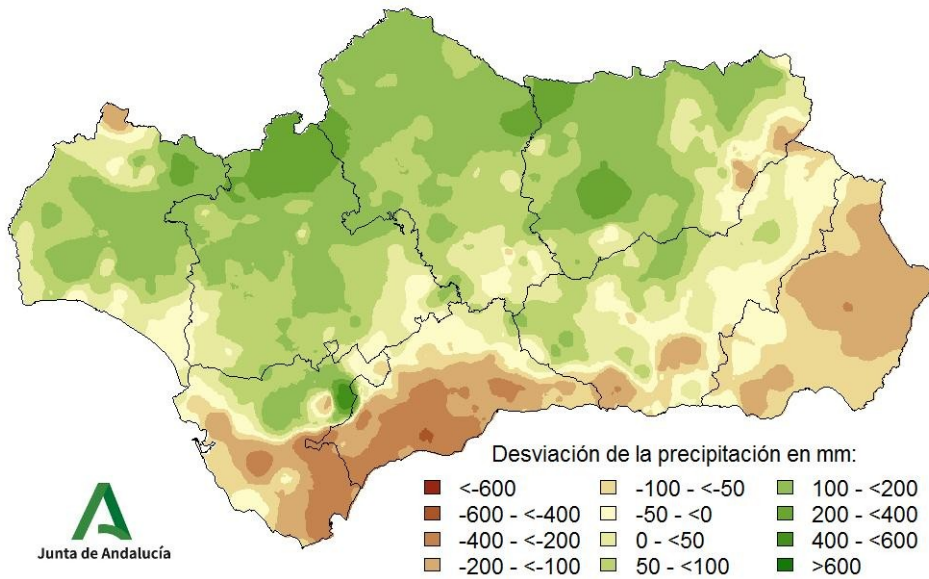 Desviación de la precipitación en mm:
<-600
-600 - <-400
-400 - <-200
-200 - <-100
-100 - <-50
-50 - <0
0 - <50
50 - <100
100 - <200
200 - <400
400 - <600
>600
Junta de Andalucía